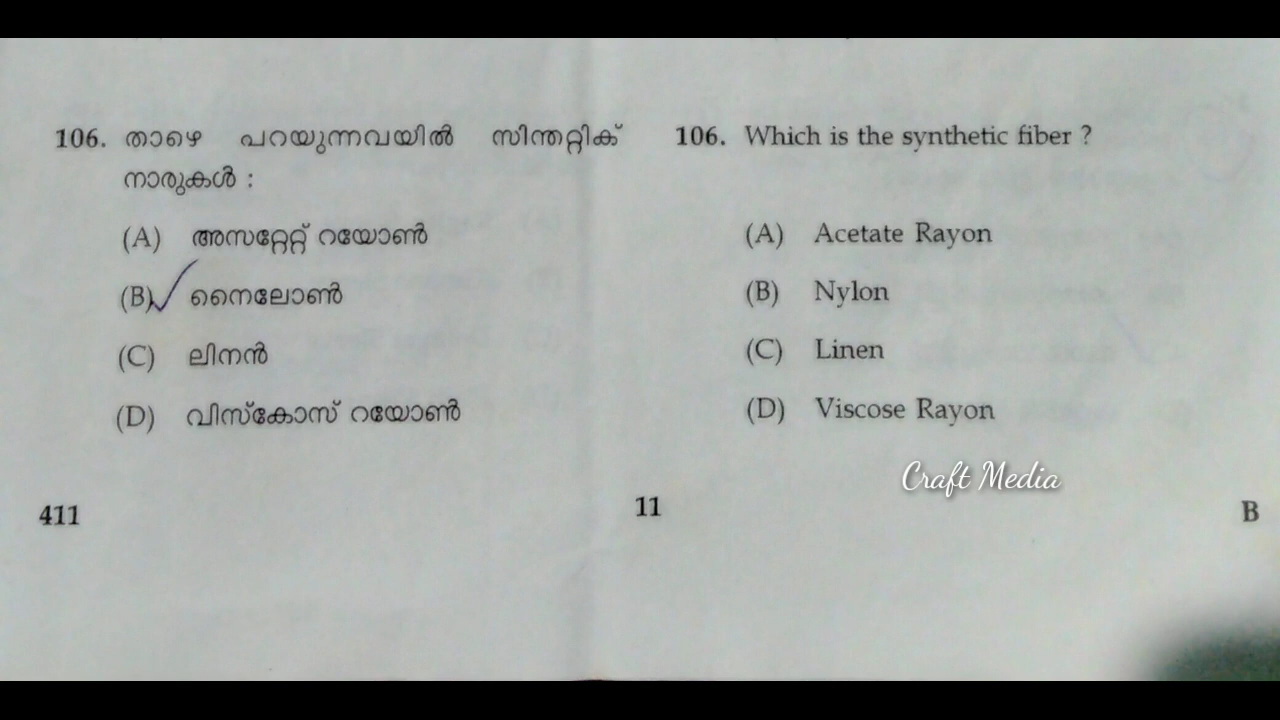 106. താഴെ പറയുന്നവയിൽ സിന്തറ്റിക്
നാരുകൾ :
(A) അസറ്റേറ്റ് റയോൺ
(B) നൈലോൺ
(C) ലിനൻ
(D) വിസ്കോസ് റയോൺ
106. Which is the synthetic fiber ?
(A) Acetate Rayon
(B) Nylon
(C) Linen
(D) Viscose Rayon
Craft Media
411
11
B